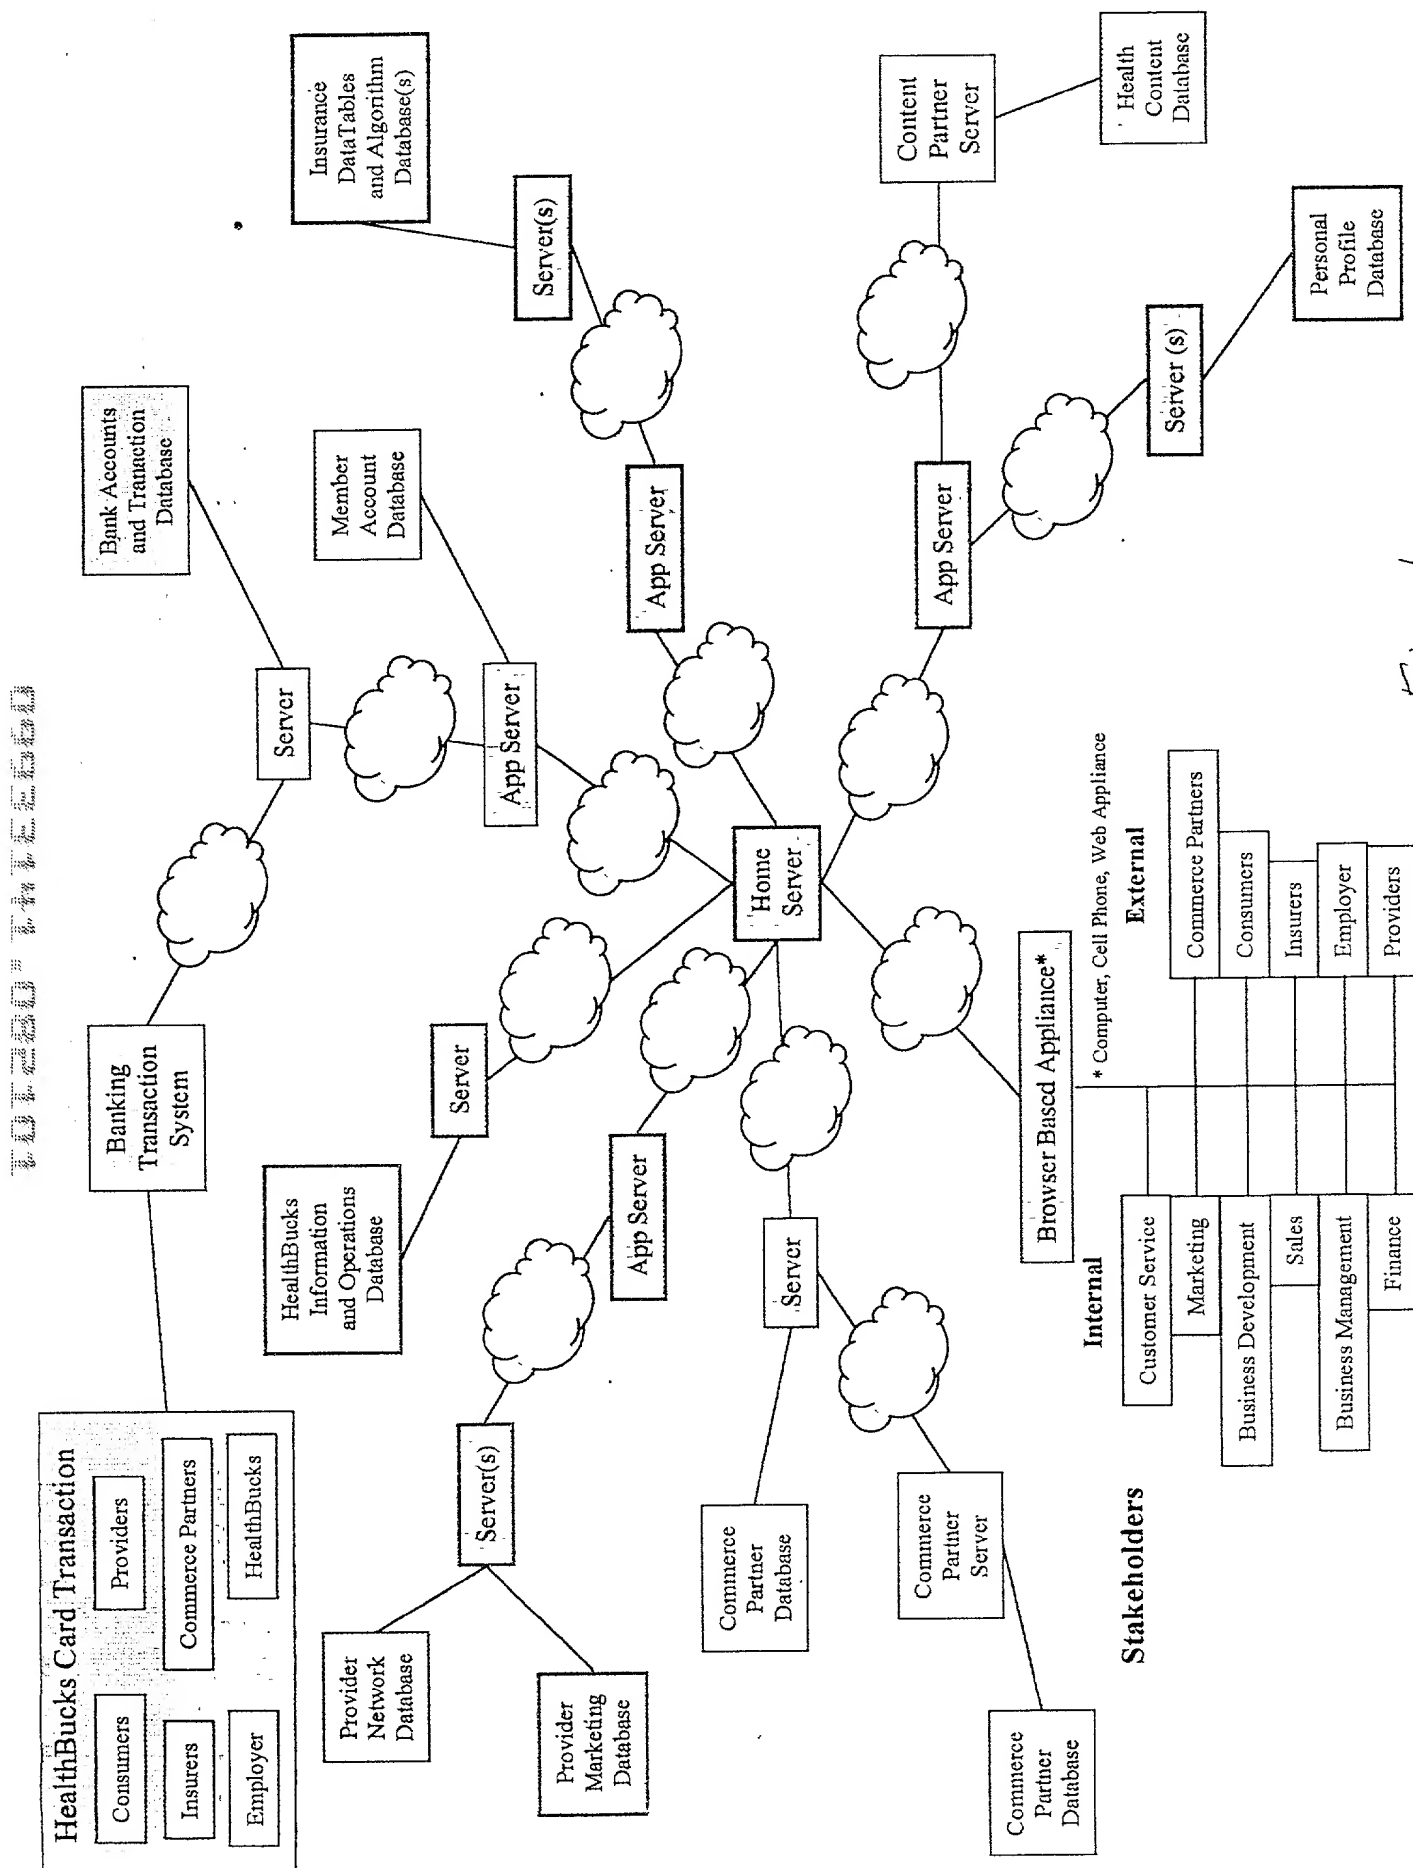 HealthBucks Card Transaction
Consumers
Providers
Insurers
Commerce Partners
Employer
HealthBucks
Banking
Transaction
System
Server
Bank Accounts
and Tranaction
Database
Member
Account
Database
App Server
Insurance
DataTables
and Algorithm
Database(s)
Server(s)
App Server
HealthBucks
Information
and Operations
Database
Server
Provider
Network
Database
Provider
Marketing
Database
Server(s)
App Server
Home
Server
Commerce
Partner
Database
Server
Commerce
Partner
Server
Commerce
Partner
Database
App Server
Content
Partner
Server
Health
Content
Database
Server (s)
Personal
Profile
Database
Browser Based Appliance*
* Computer, Cell Phone, Web Appliance
Stakeholders
Internal
External
Customer Service
Marketing
Commerce Partners
Business Development
Consumers
Sales
Insurers
Business Management
Employer
Finance
Providers